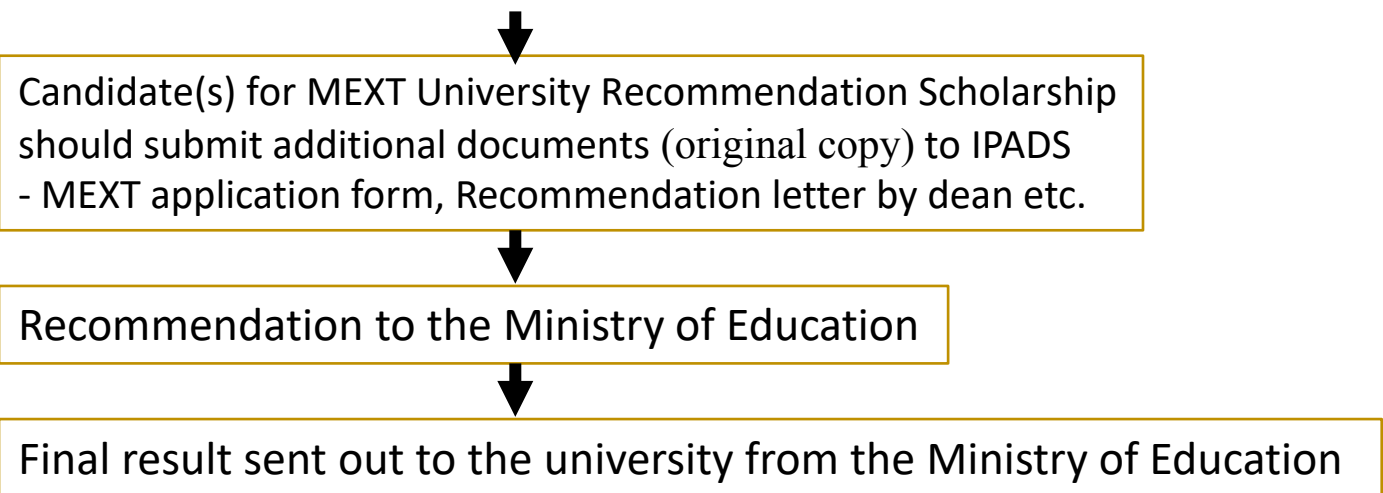 Candidate(s) for MEXT University Recommendation Scholarship
should submit additional documents (original copy) to IPADS
- MEXT application form, Recommendation letter by dean etc.
Recommendation to the Ministry of Education
Final result sent out to the university from the Ministry of Education